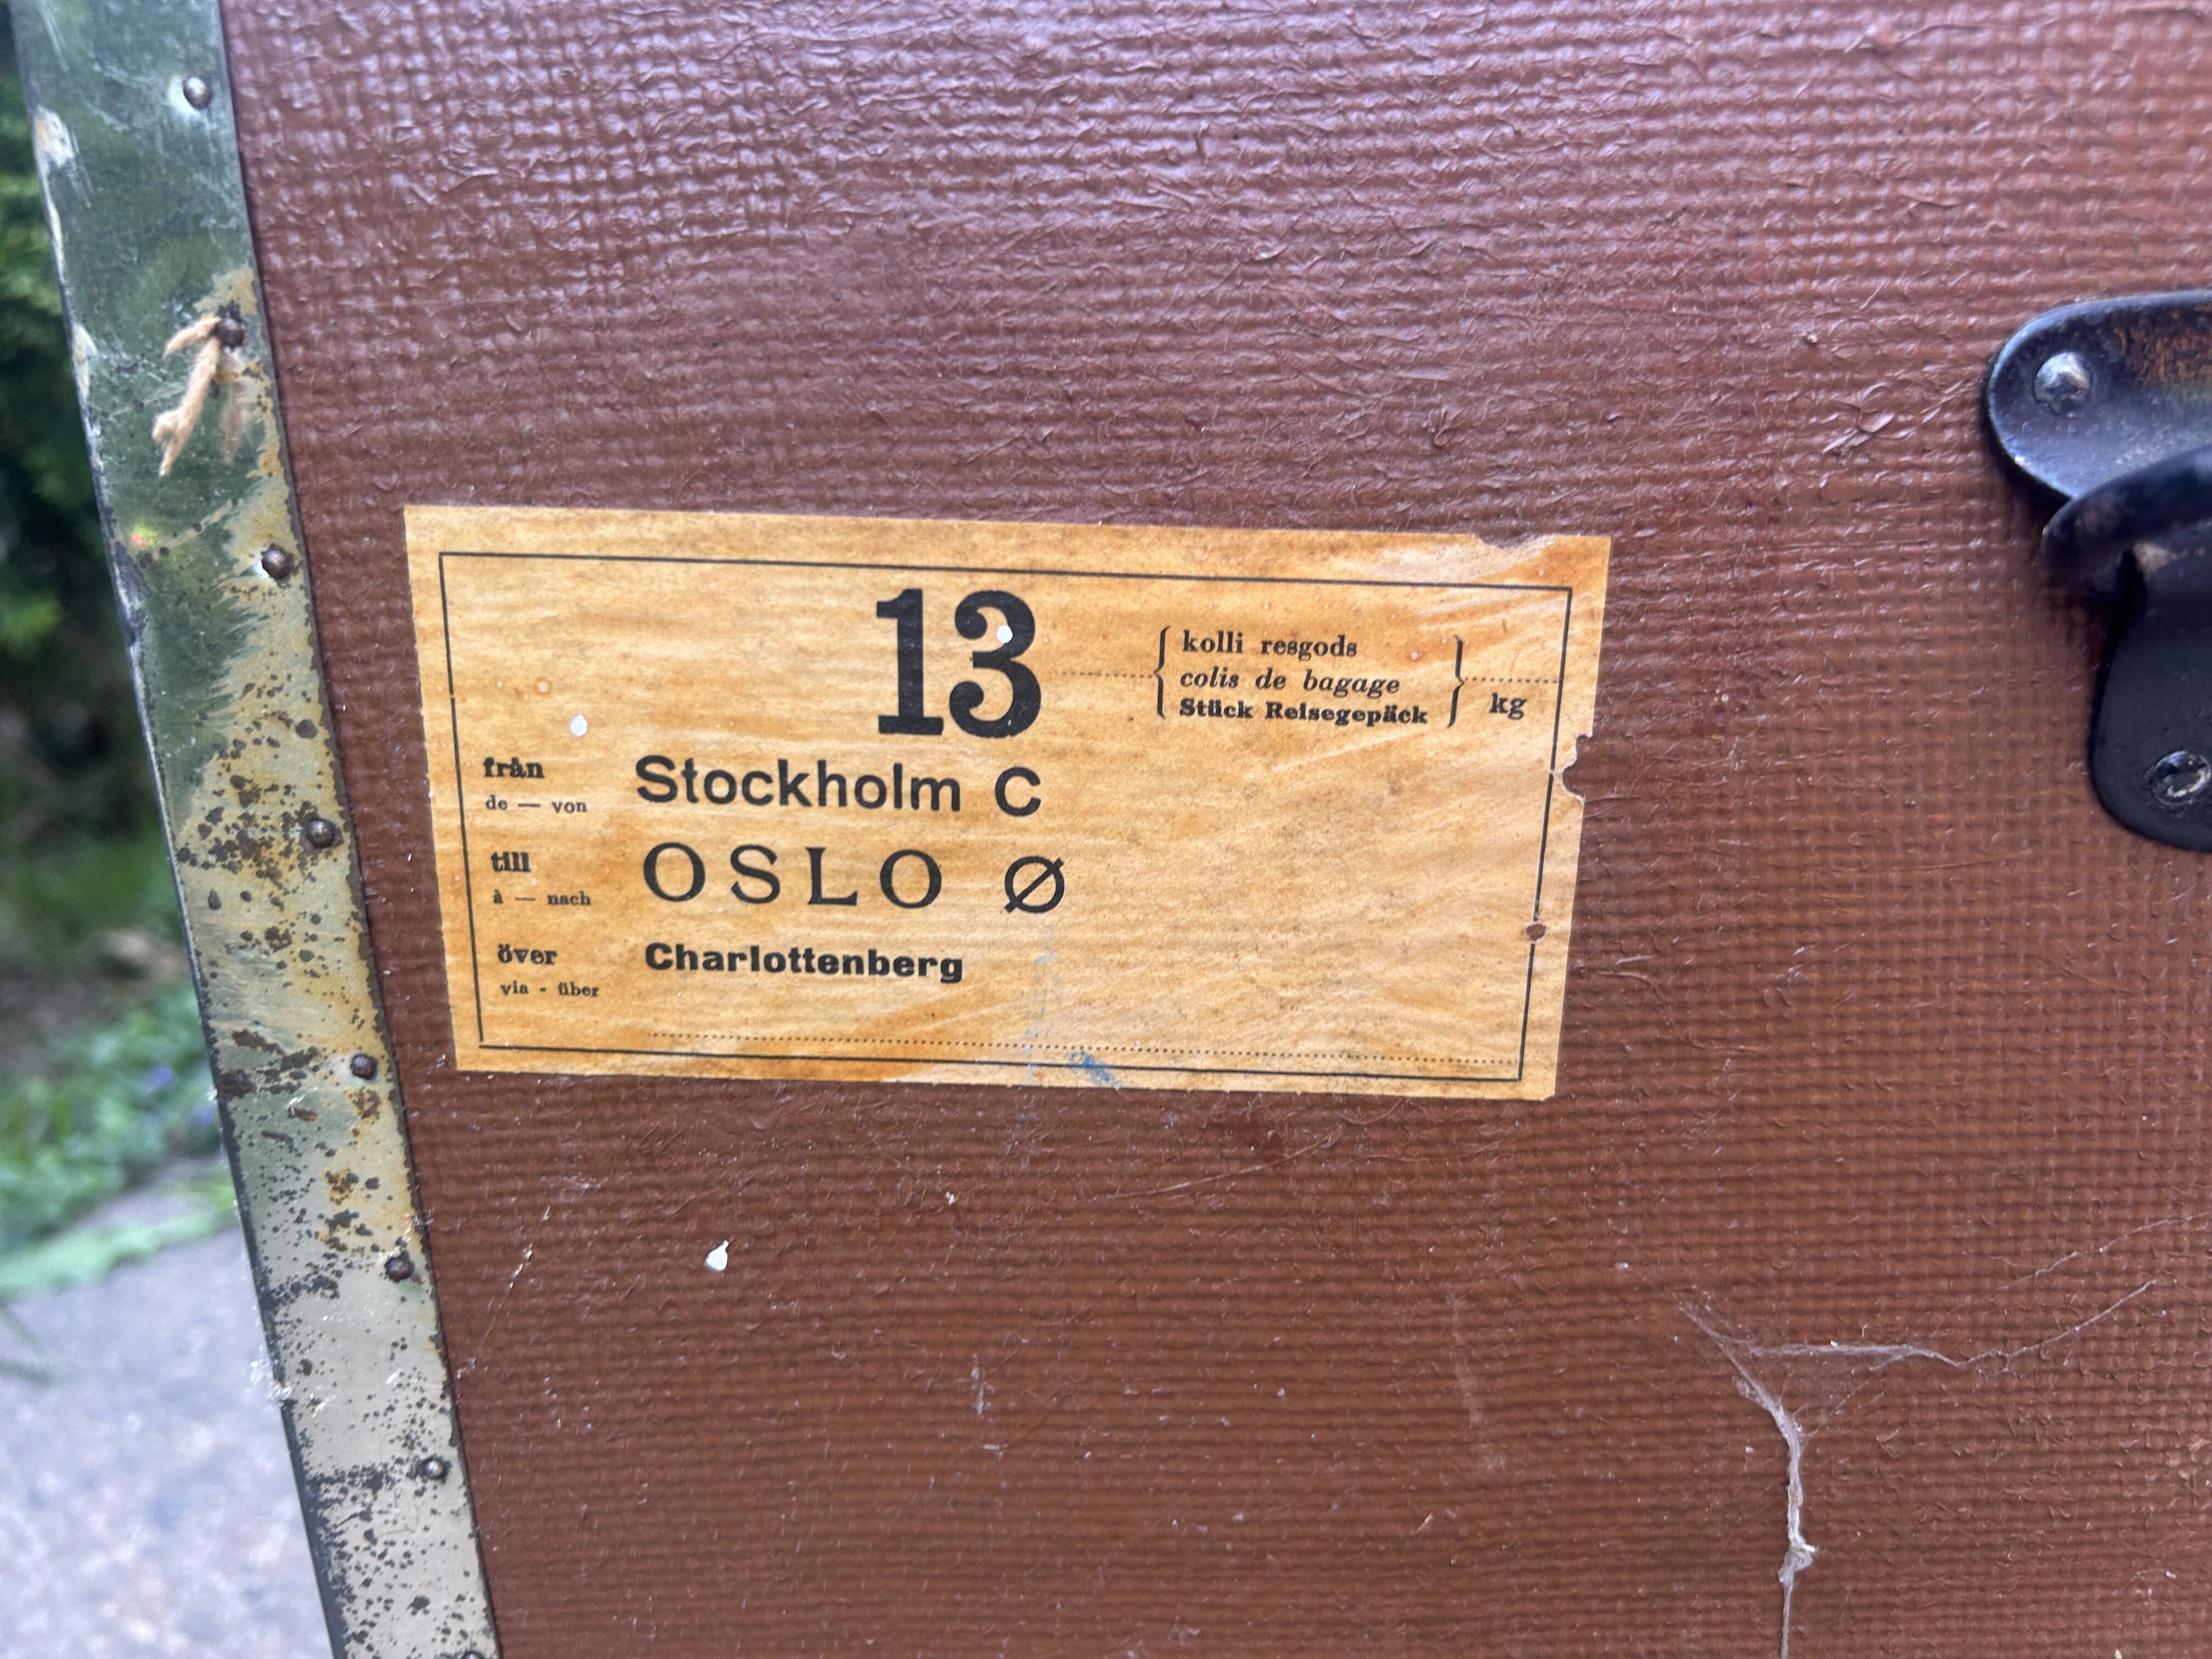 13
kolli resgods
colis de bagage
Stück Reisegepäck
kg
från Stockholm C
de — von
till OSLO Ø
à — nach
över Charlottenberg
via - über